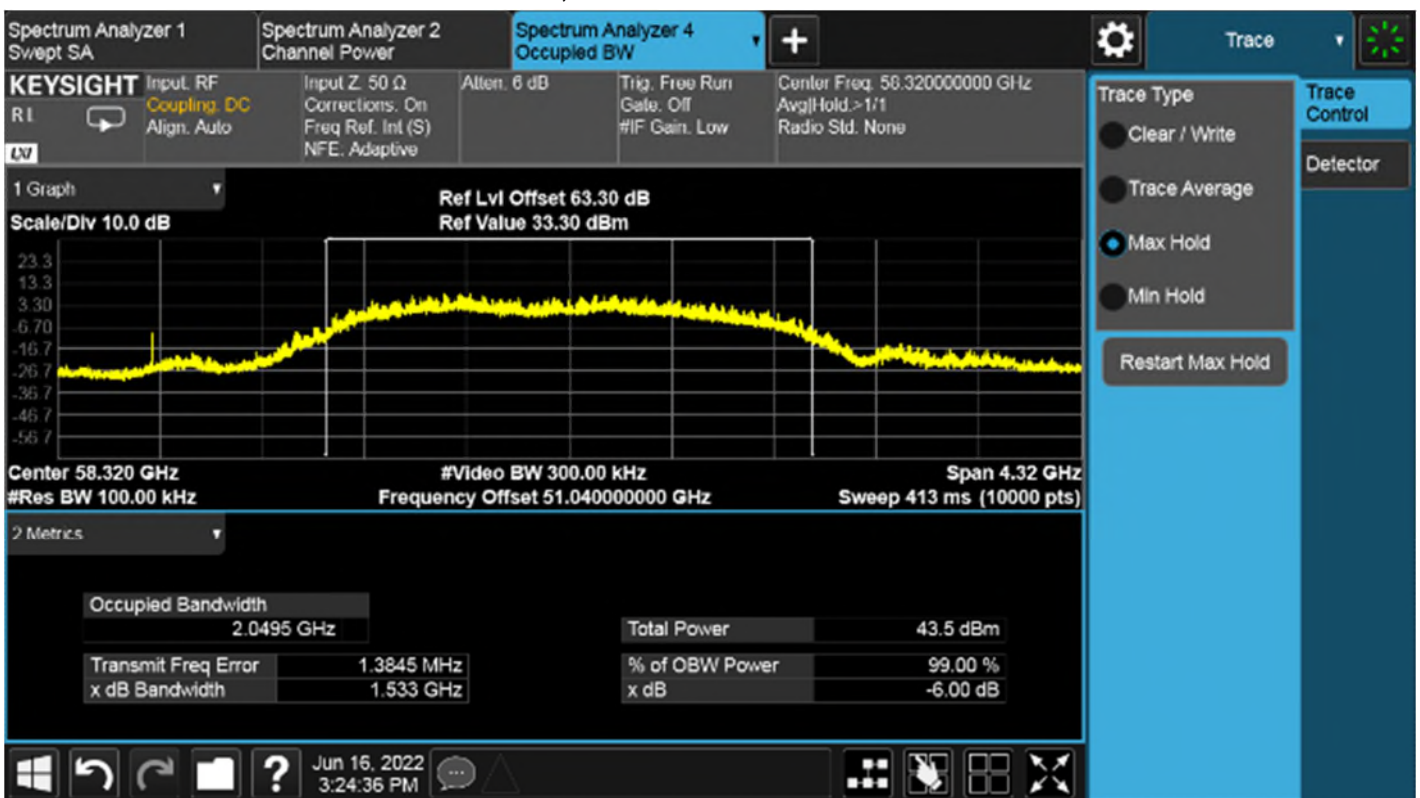 Spectrum Analyzer 1
Swept SA
Spectrum Analyzer 2
Channel Power
Spectrum Analyzer 4
Occupied BW
Trace
KEYSIGHT
RL
Input: RF
Coupling: DC
Align: Auto
Input Z: 50 Ω
Corrections: On
Freq Ref: Int (S)
NFE: Adaptive
Atten: 6 dB
Trig: Free Run
Gate: Off
#IF Gain: Low
Center Freq: 58.320000000 GHz
Avg|Hold:>1/1
Radio Std: None
1 Graph
Scale/Div 10.0 dB
Ref Lvl Offset 63.30 dB
Ref Value 33.30 dBm
23.3
13.3
3.30
-6.70
-16.7
-26.7
-36.7
-46.7
-56.7
Center 58.320 GHz
#Res BW 100.00 kHz
#Video BW 300.00 kHz
Frequency Offset 51.040000000 GHz
Span 4.32 GHz
Sweep 413 ms (10000 pts)
2 Metrics
Occupied Bandwidth
2.0495 GHz
Transmit Freq Error 1.3845 MHz
x dB Bandwidth 1.533 GHz
Total Power 43.5 dBm
% of OBW Power 99.00 %
x dB -6.00 dB
Jun 16, 2022
3:24:36 PM
Trace Type
Clear / Write
Trace Average
Max Hold
Min Hold
Restart Max Hold
Trace
Control
Detector